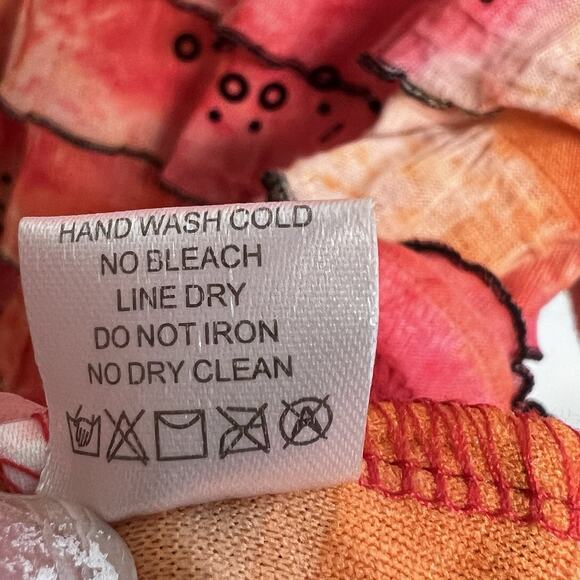 HAND WASH COLD
NO BLEACH
LINE DRY
DO NOT IRON
NO DRY CLEAN